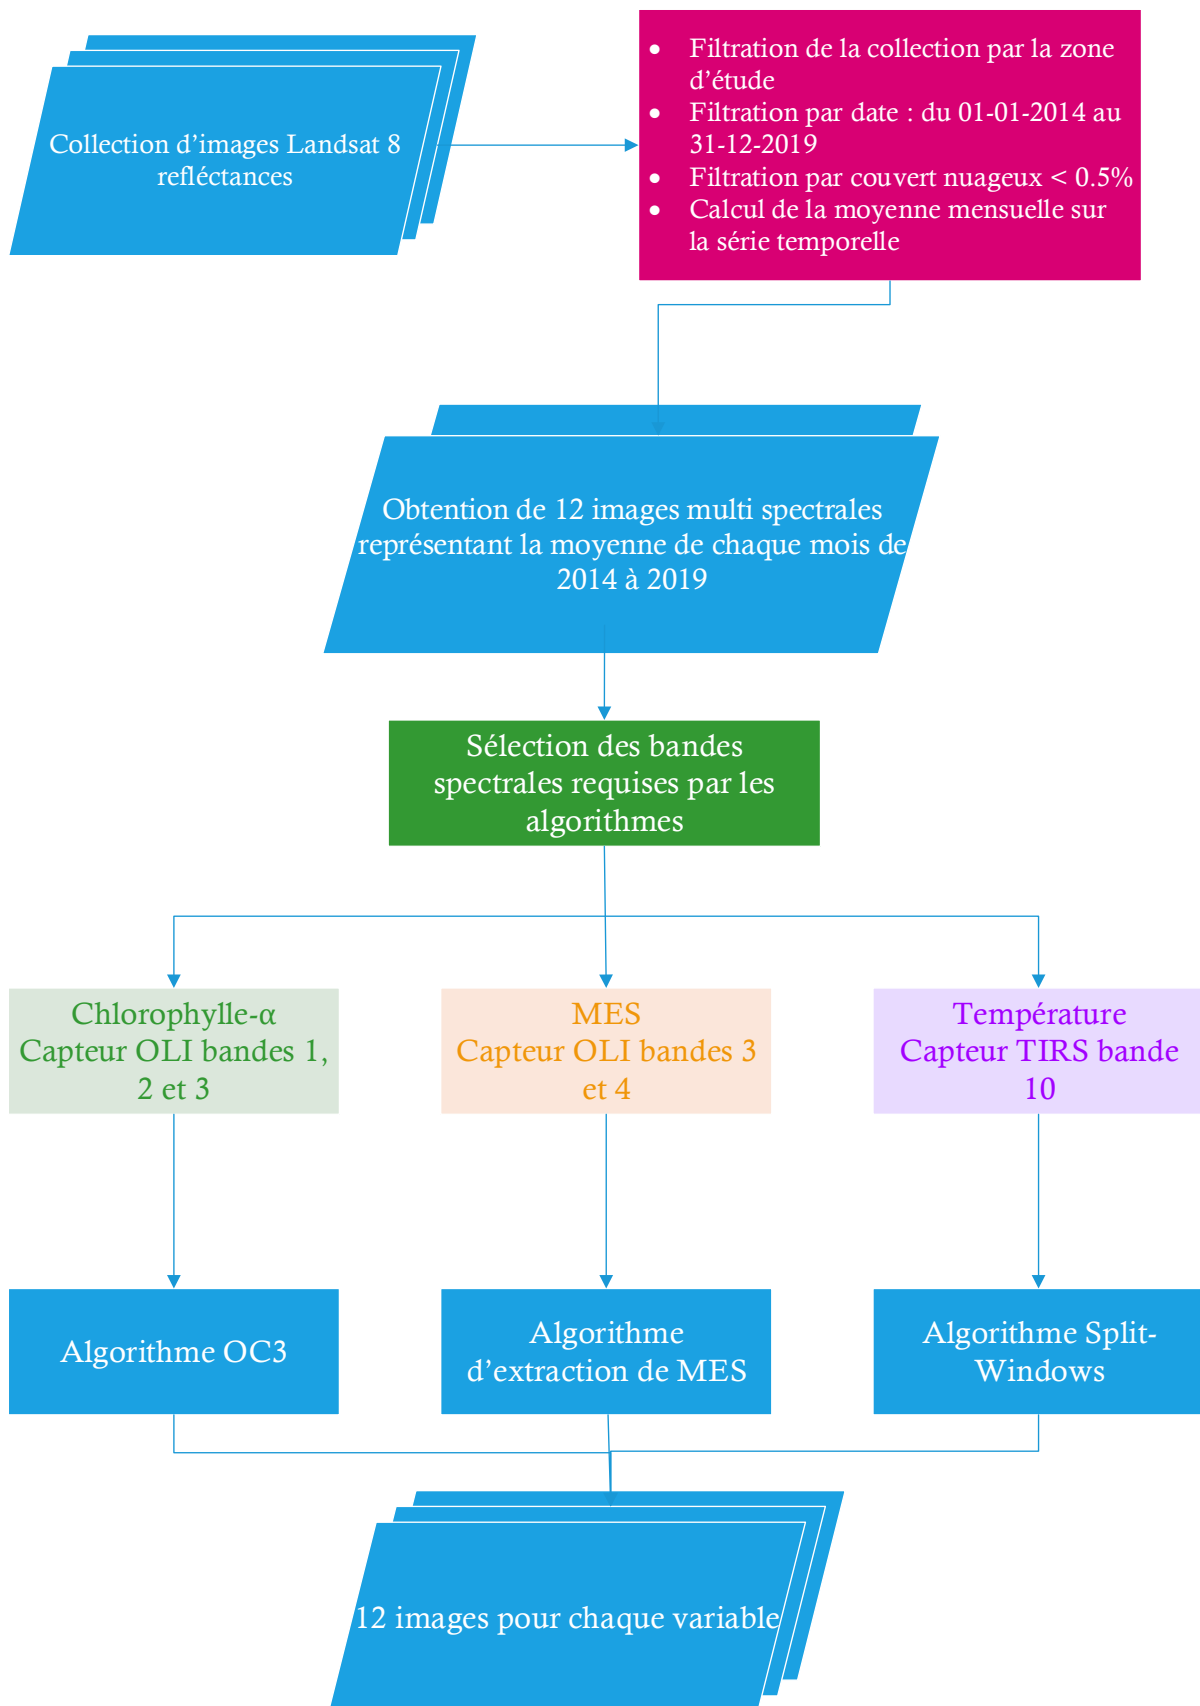 Collection d’images Landsat 8
refléctances
• Filtration de la collection par la zone
d’étude
• Filtration par date : du 01-01-2014 au
31-12-2019
• Filtration par couvert nuageux < 0.5%
• Calcul de la moyenne mensuelle sur
la série temporelle
Obtention de 12 images multi spectrales
représentant la moyenne de chaque mois de
2014 à 2019
Sélection des bandes
spectrales requises par les
algorithmes
Chlorophylle-α
Capteur OLI bandes 1,
2 et 3
MES
Capteur OLI bandes 3
et 4
Température
Capteur TIRS bande
10
Algorithme OC3
Algorithme
d’extraction de MES
Algorithme Split-
Windows
12 images pour chaque variable